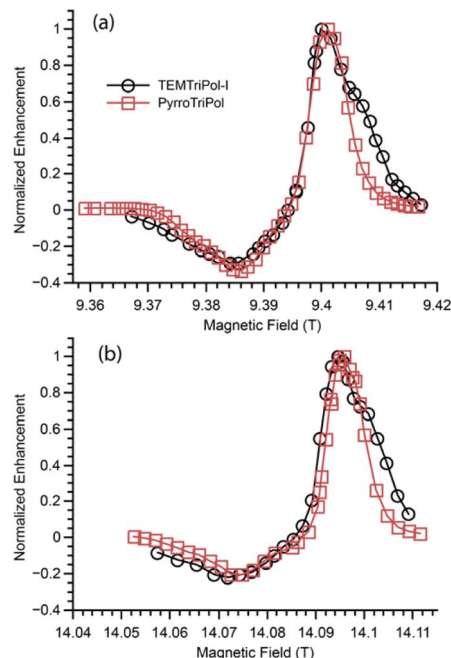 (a)
1
0.8
0.6
0.4
0.2
0
−0.2
−0.4
Normalized Enhancement
TEMTriPol-I
PyrroTriPol
9.36 9.37 9.38 9.39 9.4 9.41 9.42
Magnetic Field (T)
(b)
1
0.8
0.6
0.4
0.2
0
−0.2
−0.4
Normalized Enhancement
14.05 14.06 14.07 14.08 14.09 14.1 14.11
Magnetic Field (T)